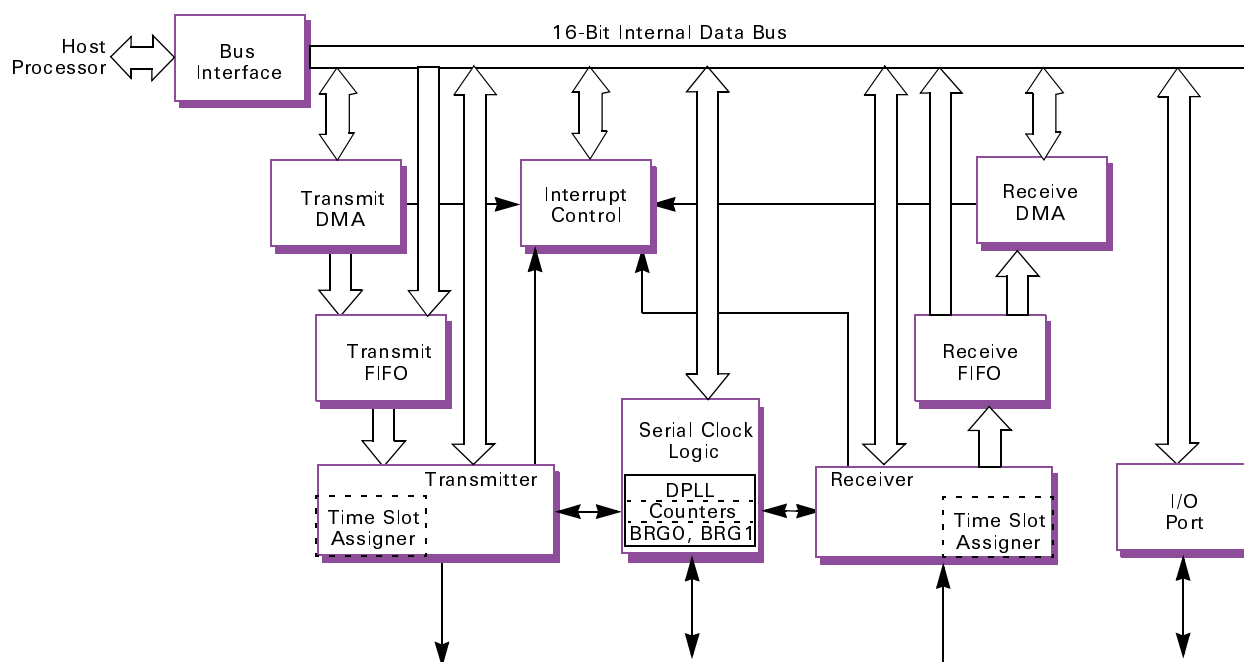 16-Bit Internal Data Bus
Host
Processor
Bus
Interface
Transmit
DMA
Interrupt
Control
Receive
DMA
Transmit
FIFO
Receive
FIFO
Serial Clock
Logic
DPLL
Counters
BRG0, BRG1
Transmitter
Time Slot
Assigner
Receiver
Time Slot
Assigner
I/O
Port